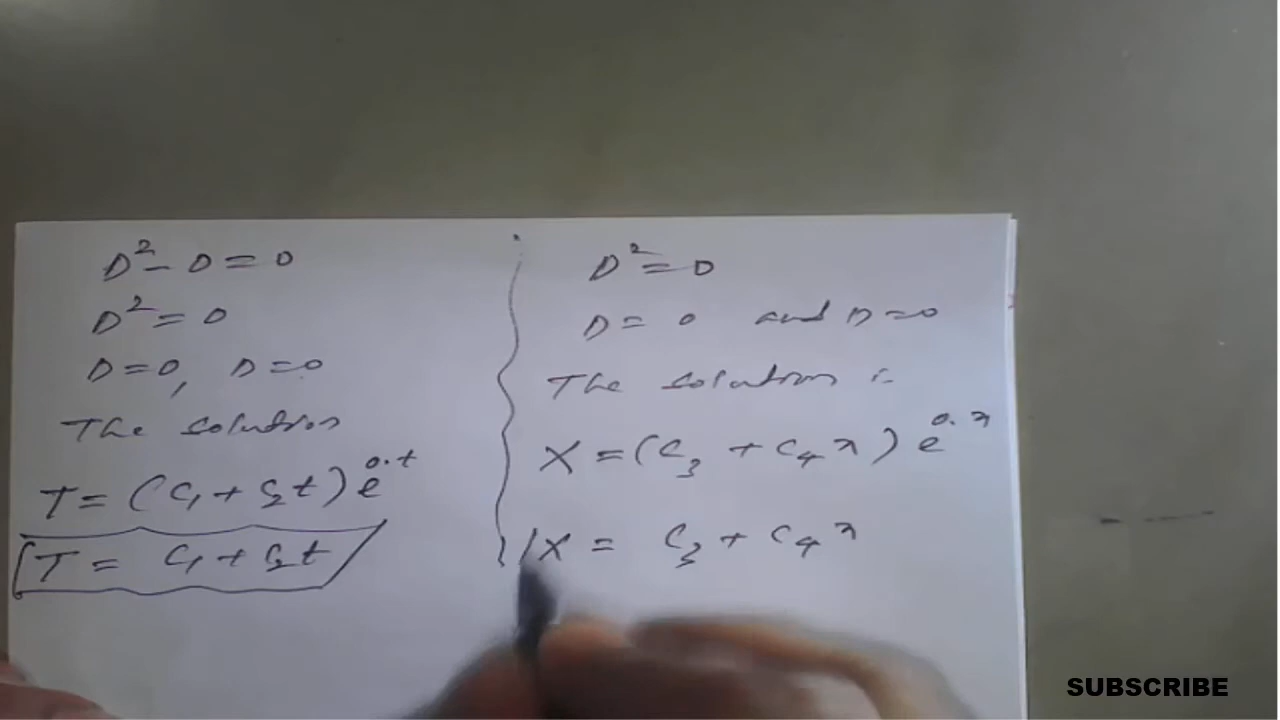 D² - 0 = 0
D² = 0
D = 0, D = 0
The solution
T = (C₁ + C₂t) e^0.t
T = C₁ + C₂t
D² = 0
D = 0 and D = 0
The solution is
X = (C₃ + C₄x) e^0.x
X = C₃ + C₄x
SUBSCRIBE